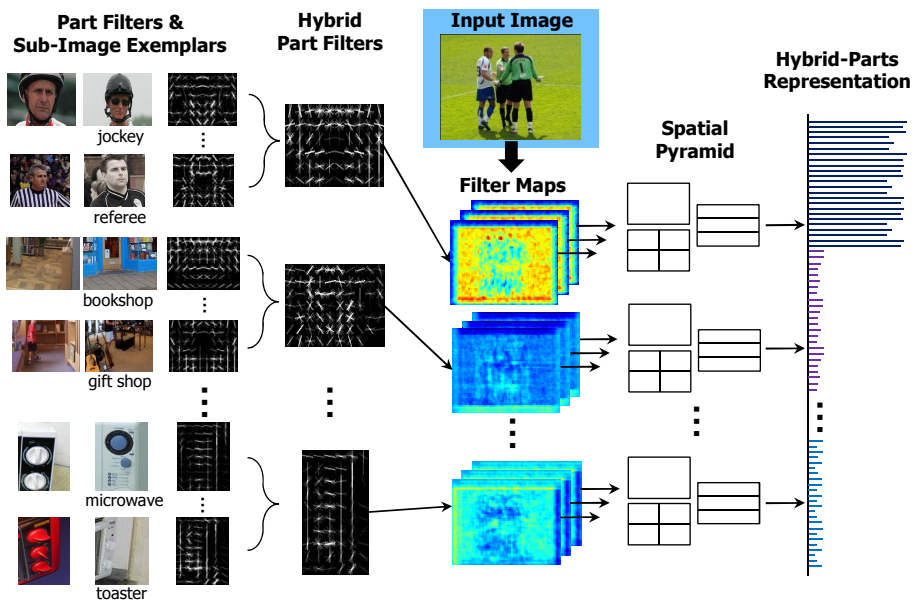 Part Filters &
Sub-Image Exemplars
Hybrid
Part Filters
Input Image
Hybrid-Parts
Representation
Spatial
Pyramid
Filter Maps
jockey
referee
bookshop
gift shop
microwave
toaster